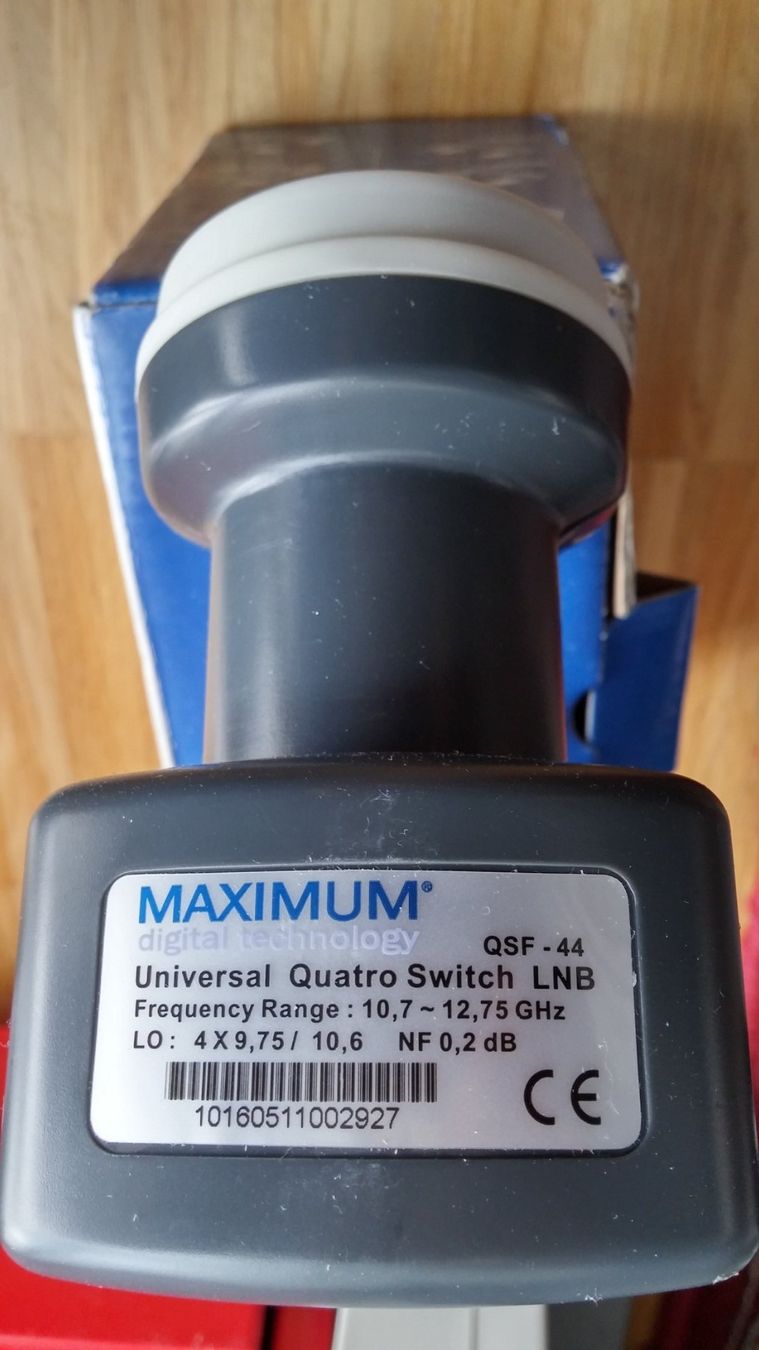 MAXIMUM®
digital technology
QSF - 44
Universal Quatro Switch LNB
Frequency Range : 10,7 ~ 12,75 GHz
LO : 4 X 9,75 / 10,6 NF 0,2 dB
10160511002927
CE